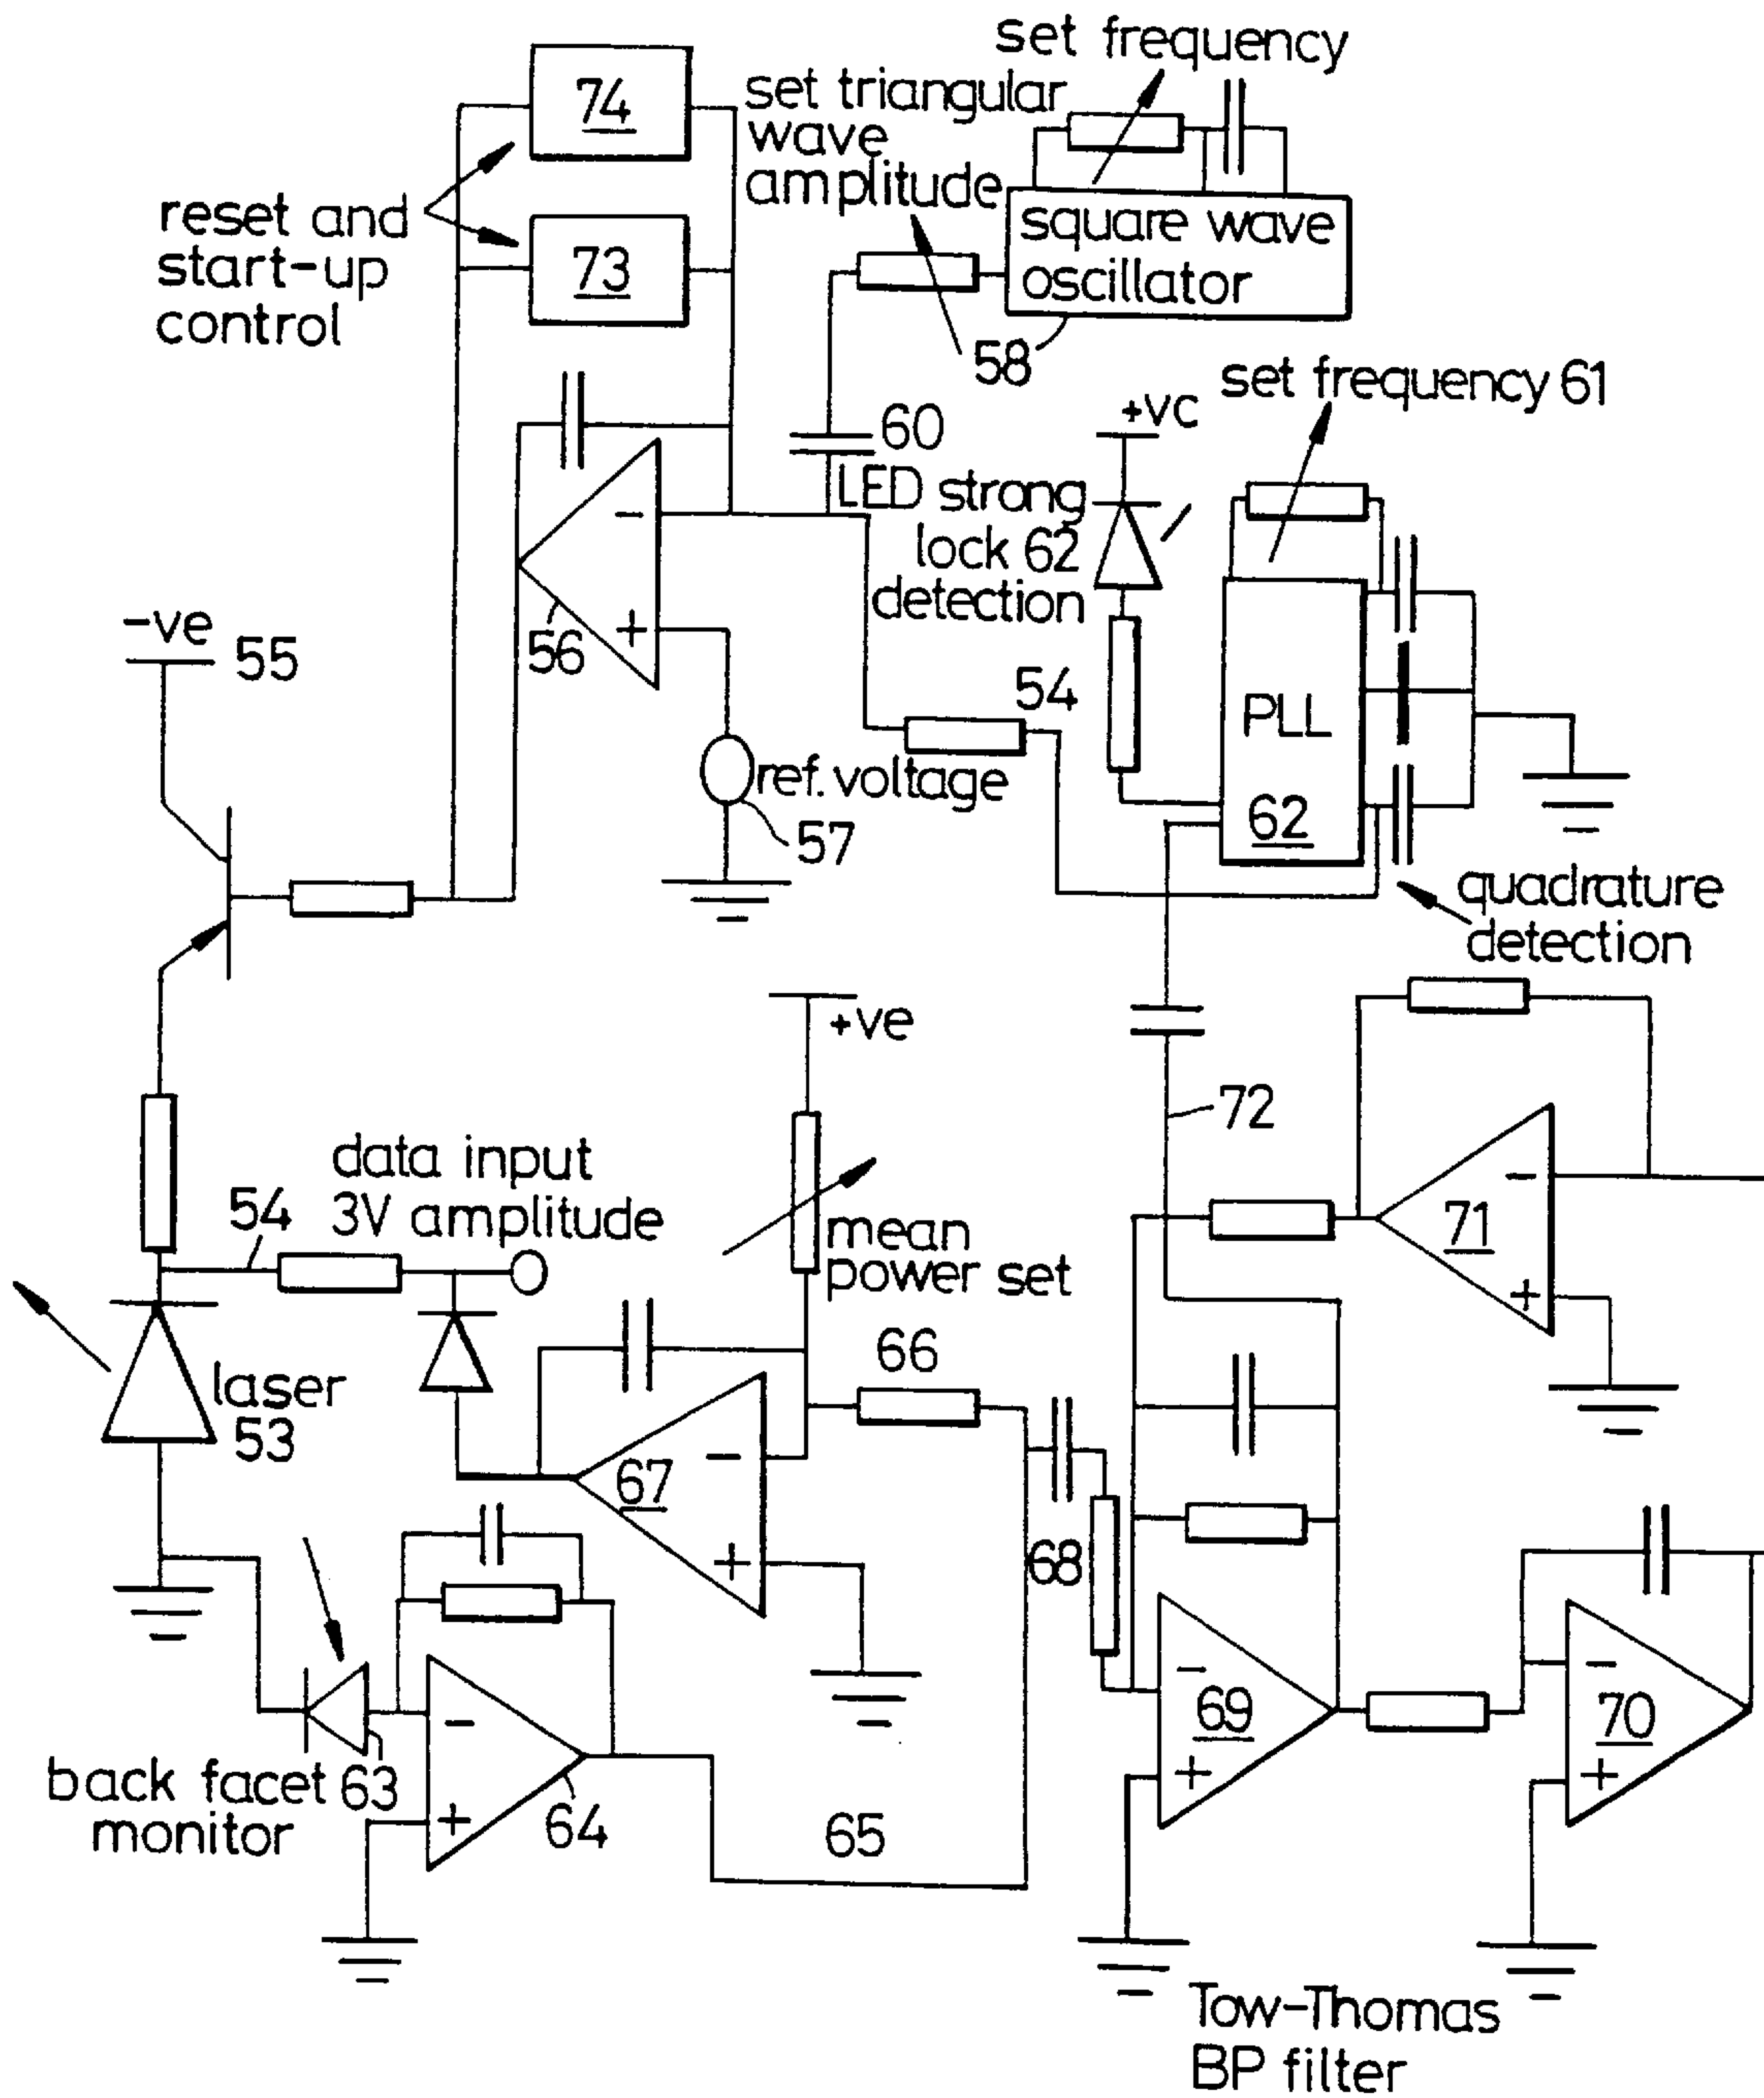 set frequency
74
set triangular
wave
amplitude
reset and
start-up
control
73
square wave
oscillator
58
set frequency 61
+vc
60
LED strong
lock 62
detection
-
+
56
-ve
55
54
PLL
62
ref. voltage
57
quadrature
detection
+ve
72
data input
3V amplitude
54
mean
power set
-
71
+
66
laser
53
-
67
+
68
-
69
+
-
70
+
back facet 63
monitor
-
+
64
65
Tow-Thomas
BP filter